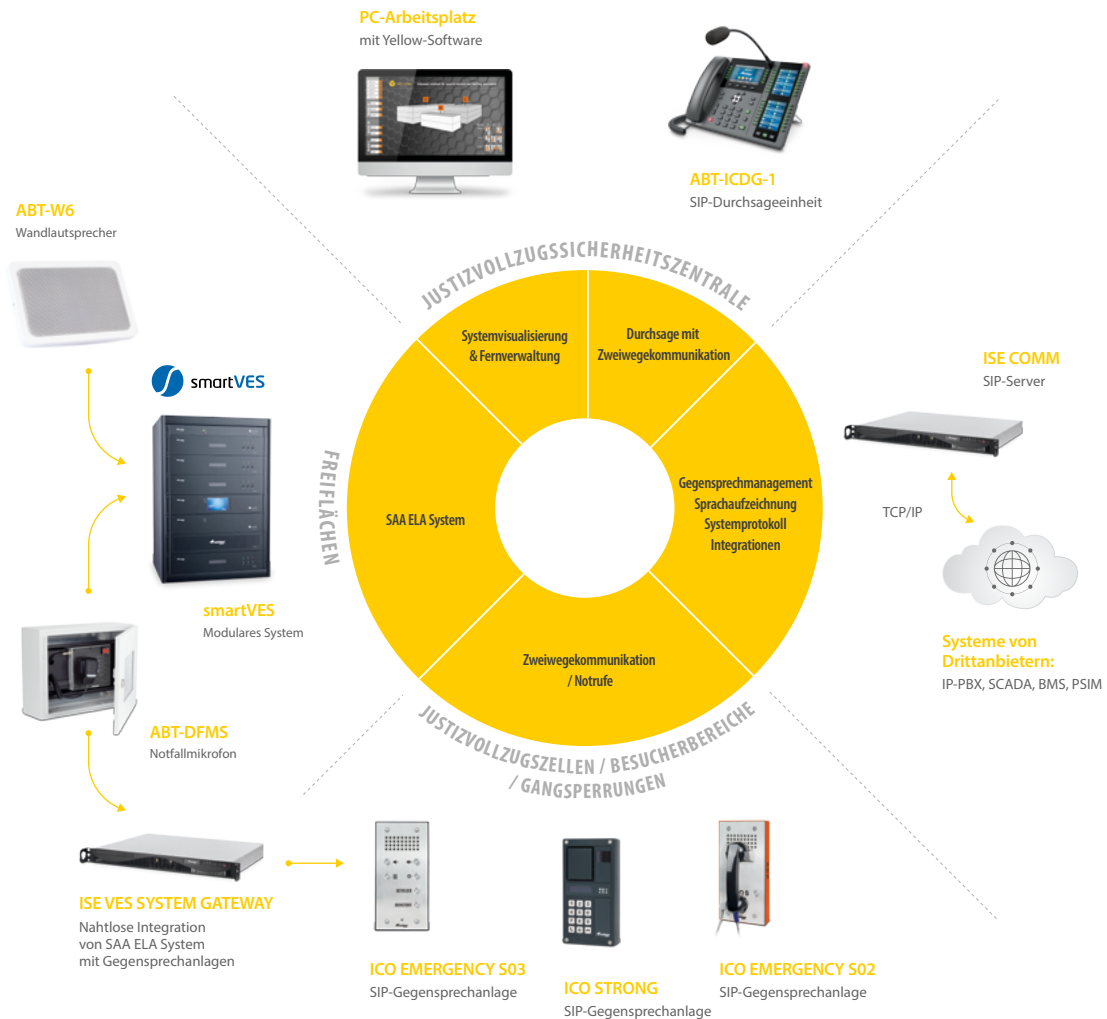 PC-Arbeitsplatz
mit Yellow-Software
ABT-ICDG-1
SIP-Durchsageeinheit
ABT-W6
Wandlautsprecher
smartVES
smartVES
Modulares System
ABT-DFMS
Notfallmikrofon
ISE VES SYSTEM GATEWAY
Nahtlose Integration
von SAA ELA System
mit Gegensprechanlagen
JUSTIZVOLLZUGSSICHERHEITSZENTRALE
Systemvisualisierung
& Fernverwaltung
Durchsage mit
Zweiwegekommunikation
FREIFLÄCHEN
SAA ELA System
Gegensprechmanagement
Sprachaufzeichnung
Systemprotokoll
Integrationen
Zweiwegekommunikation
/ Notrufe
JUSTIZVOLLZUGSZELLEN / BESUCHERBEREICHE
/ GANGSPERRUNGEN
ISE COMM
SIP-Server
TCP/IP
Systeme von
Drittanbietern:
IP-PBX, SCADA, BMS, PSIM
ICO EMERGENCY S03
SIP-Gegensprechanlage
ICO STRONG
SIP-Gegensprechanlage
ICO EMERGENCY S02
SIP-Gegensprechanlage